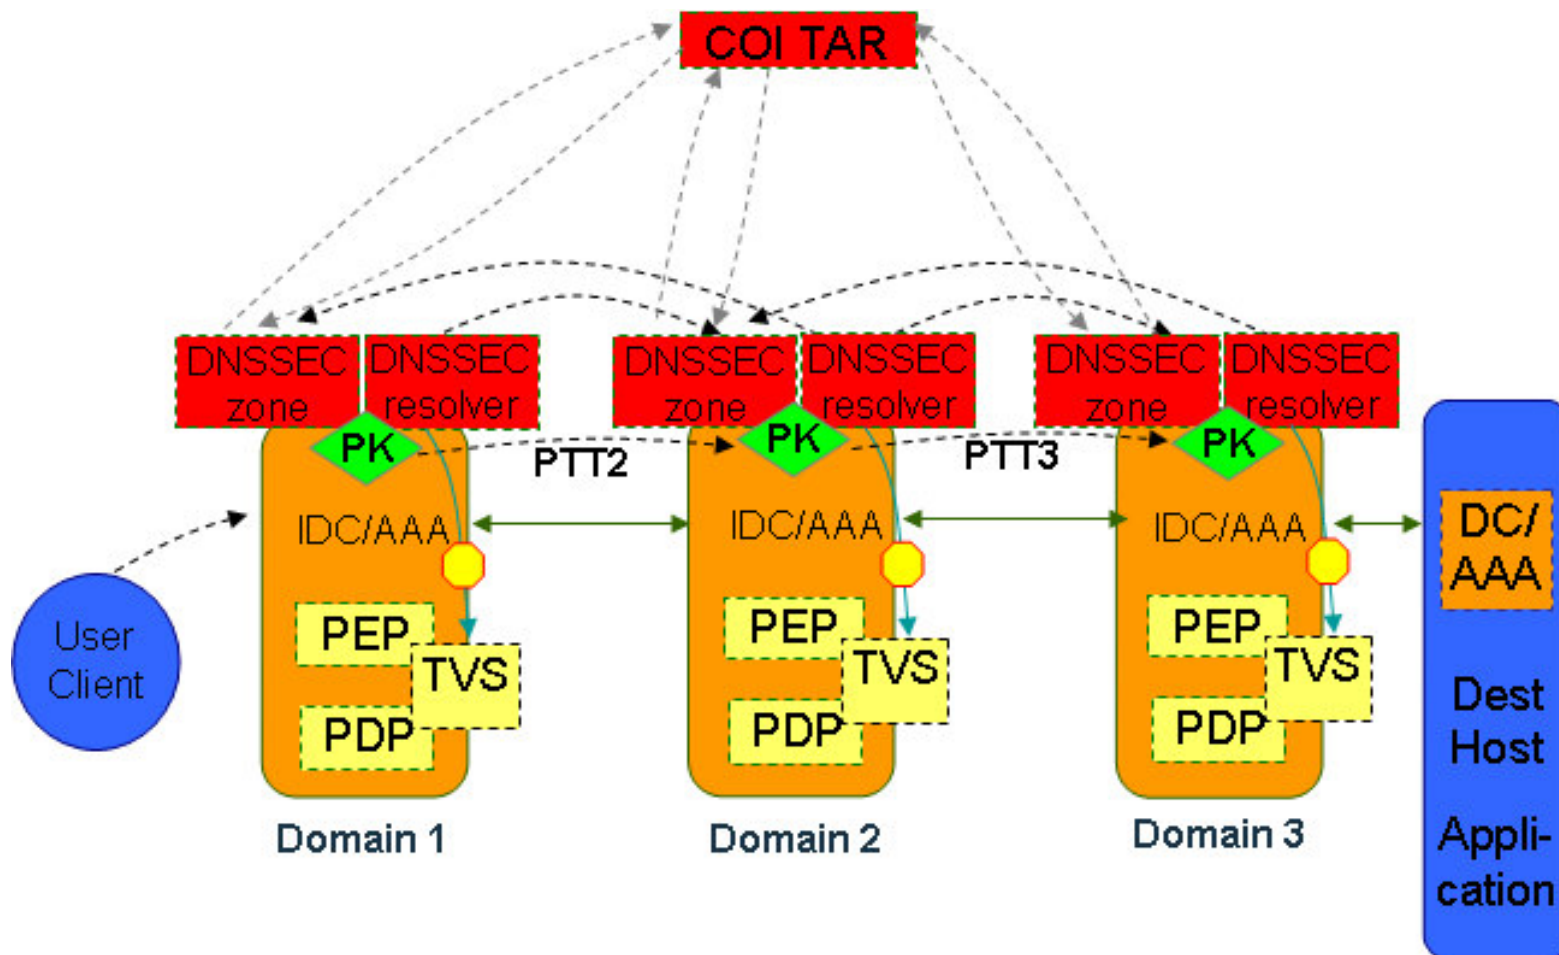 COI TAR
DNSSEC
zone
DNSSEC
resolver
DNSSEC
zone
DNSSEC
resolver
DNSSEC
zone
DNSSEC
resolver
PK
PTT2
PK
PTT3
PK
IDC/AAA
IDC/AAA
IDC/AAA
DC/
AAA
User
Client
PEP
TVS
PDP
PEP
TVS
PDP
PEP
TVS
PDP
Dest
Host
Appli-
cation
Domain 1
Domain 2
Domain 3